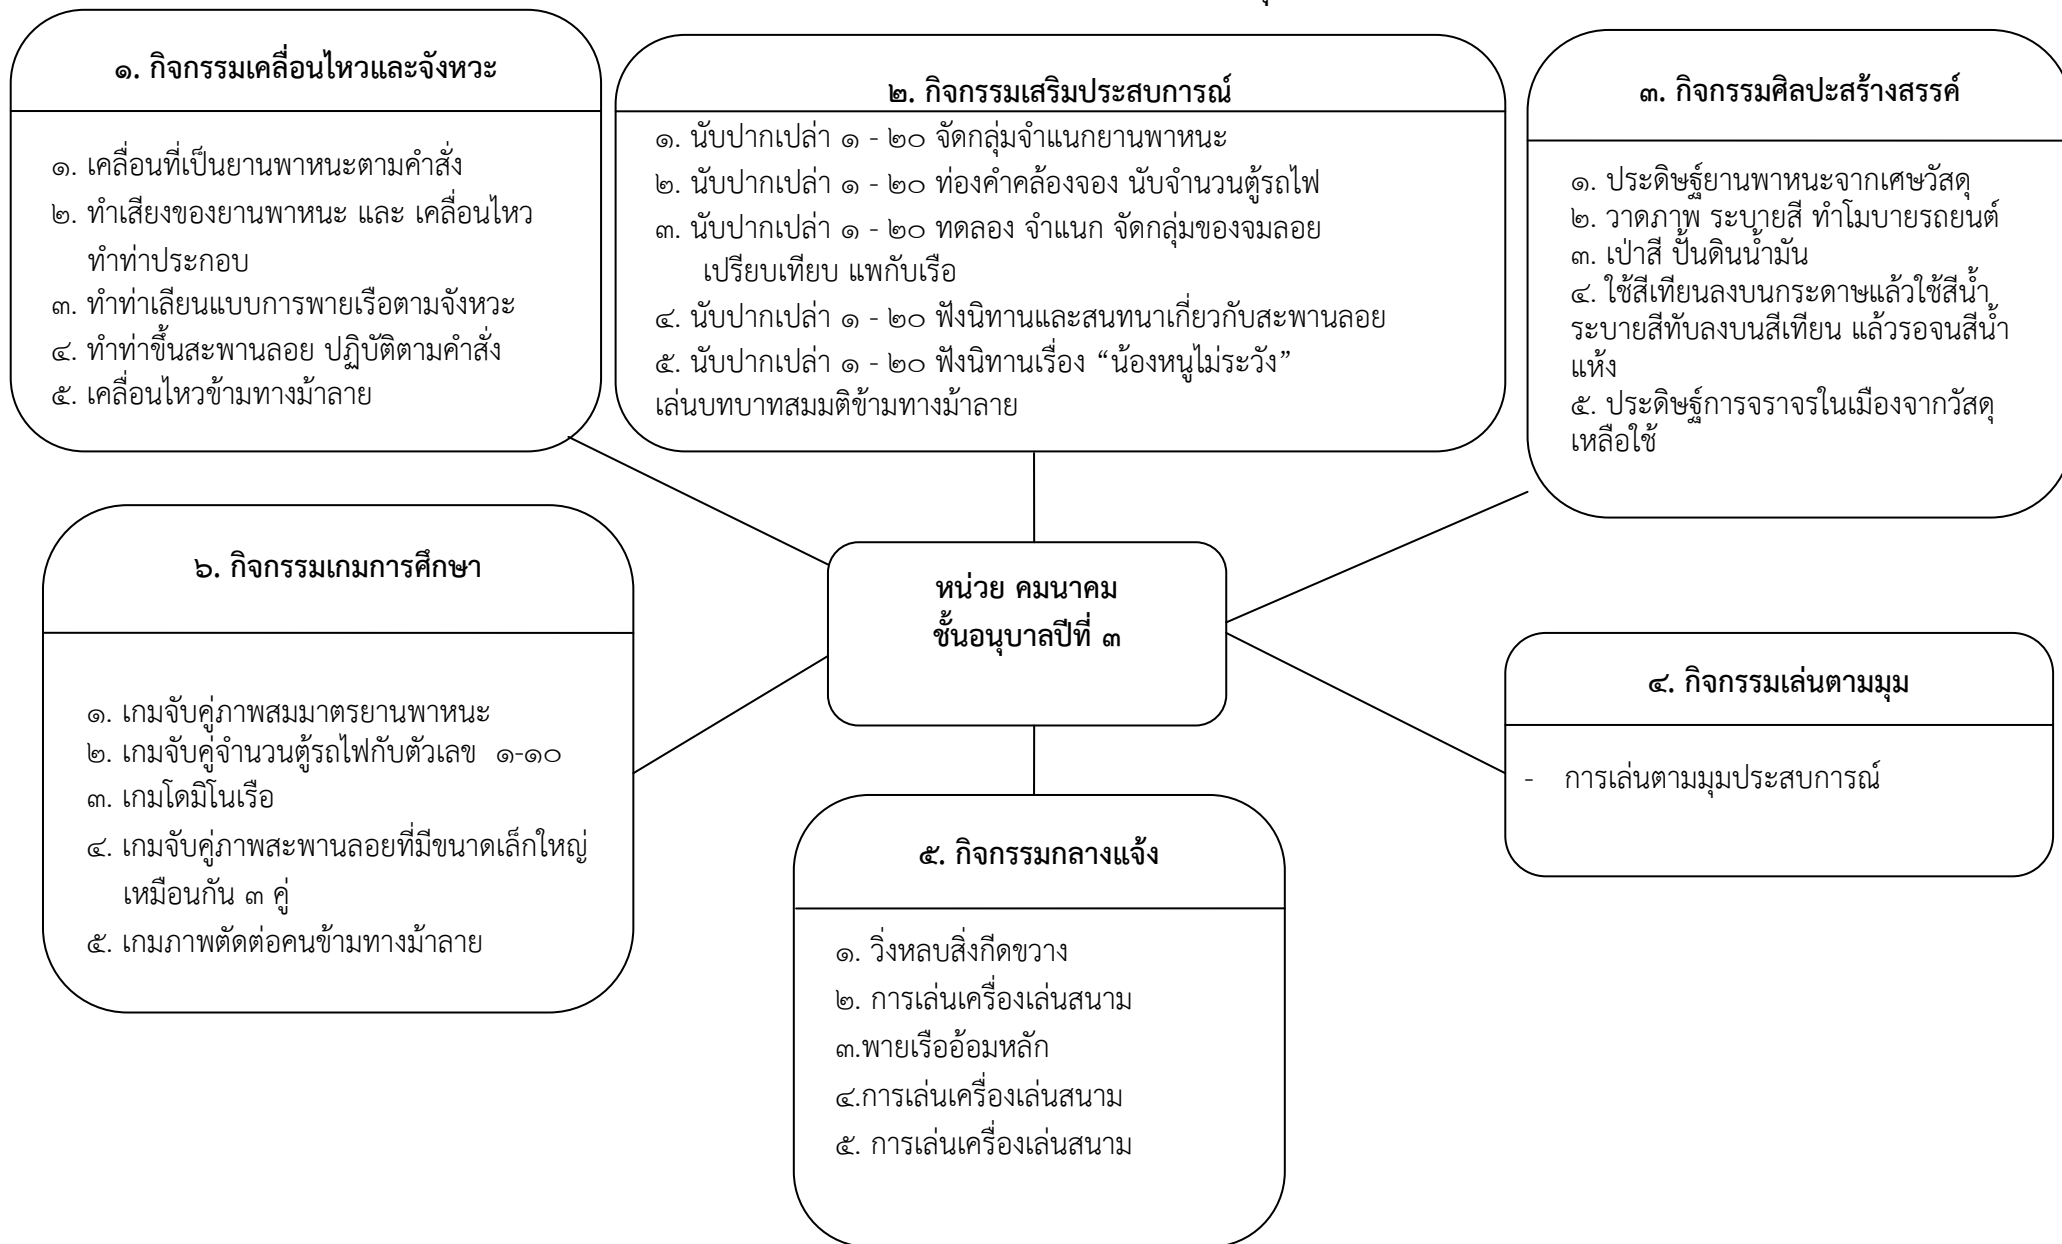 ๑. กิจกรรมเคลื่อนไหวและจังหวะ
๑. เคลื่อนที่เป็นยานพาหนะตามคำสั่ง
๒. ทำเสียงของยานพาหนะ และ เคลื่อนไหว
ทำท่าประกอบ
๓. ทำท่าเลียนแบบการพายเรือตามจังหวะ
๔. ทำท่าขึ้นสะพานลอย ปฏิบัติตามคำสั่ง
๕. เคลื่อนไหวข้ามทางม้าลาย
๒. กิจกรรมเสริมประสบการณ์
๑. นับปากเปล่า ๑ - ๒๐ จัดกลุ่มจำแนกยานพาหนะ
๒. นับปากเปล่า ๑ - ๒๐ ท่องคำคล้องจอง นับจำนวนตู้รถไฟ
๓. นับปากเปล่า ๑ - ๒๐ ทดลอง จำแนก จัดกลุ่มของจมลอย
เปรียบเทียบ แพกับเรือ
๔. นับปากเปล่า ๑ - ๒๐ ฟังนิทานและสนทนาเกี่ยวกับสะพานลอย
๕. นับปากเปล่า ๑ - ๒๐ ฟังนิทานเรื่อง “น้องหนูไม่ระวัง”
เล่นบทบาทสมมติข้ามทางม้าลาย
๓. กิจกรรมศิลปะสร้างสรรค์
๑. ประดิษฐ์ยานพาหนะจากเศษวัสดุ
๒. วาดภาพ ระบายสี ทำโมบายรถยนต์
๓. เป่าสี ปั้นดินน้ำมัน
๔. ใช้สีเทียนลงบนกระดาษแล้วใช้สีน้ำ
ระบายสีทับลงบนสีเทียน แล้วรอจนสีน้ำ
แห้ง
๕. ประดิษฐ์การจราจรในเมืองจากวัสดุ
เหลือใช้
หน่วย คมนาคม
ชั้นอนุบาลปีที่ ๓
๔. กิจกรรมเล่นตามมุม
- การเล่นตามมุมประสบการณ์
๕. กิจกรรมกลางแจ้ง
๑. วิ่งหลบสิ่งกีดขวาง
๒. การเล่นเครื่องเล่นสนาม
๓.พายเรืออ้อมหลัก
๔.การเล่นเครื่องเล่นสนาม
๕. การเล่นเครื่องเล่นสนาม
๖. กิจกรรมเกมการศึกษา
๑. เกมจับคู่ภาพสมมาตรยานพาหนะ
๒. เกมจับคู่จำนวนตู้รถไฟกับตัวเลข ๑-๑๐
๓. เกมโดมิโนเรือ
๔. เกมจับคู่ภาพสะพานลอยที่มีขนาดเล็กใหญ่
เหมือนกัน ๓ คู่
๕. เกมภาพตัดต่อคนข้ามทางม้าลาย